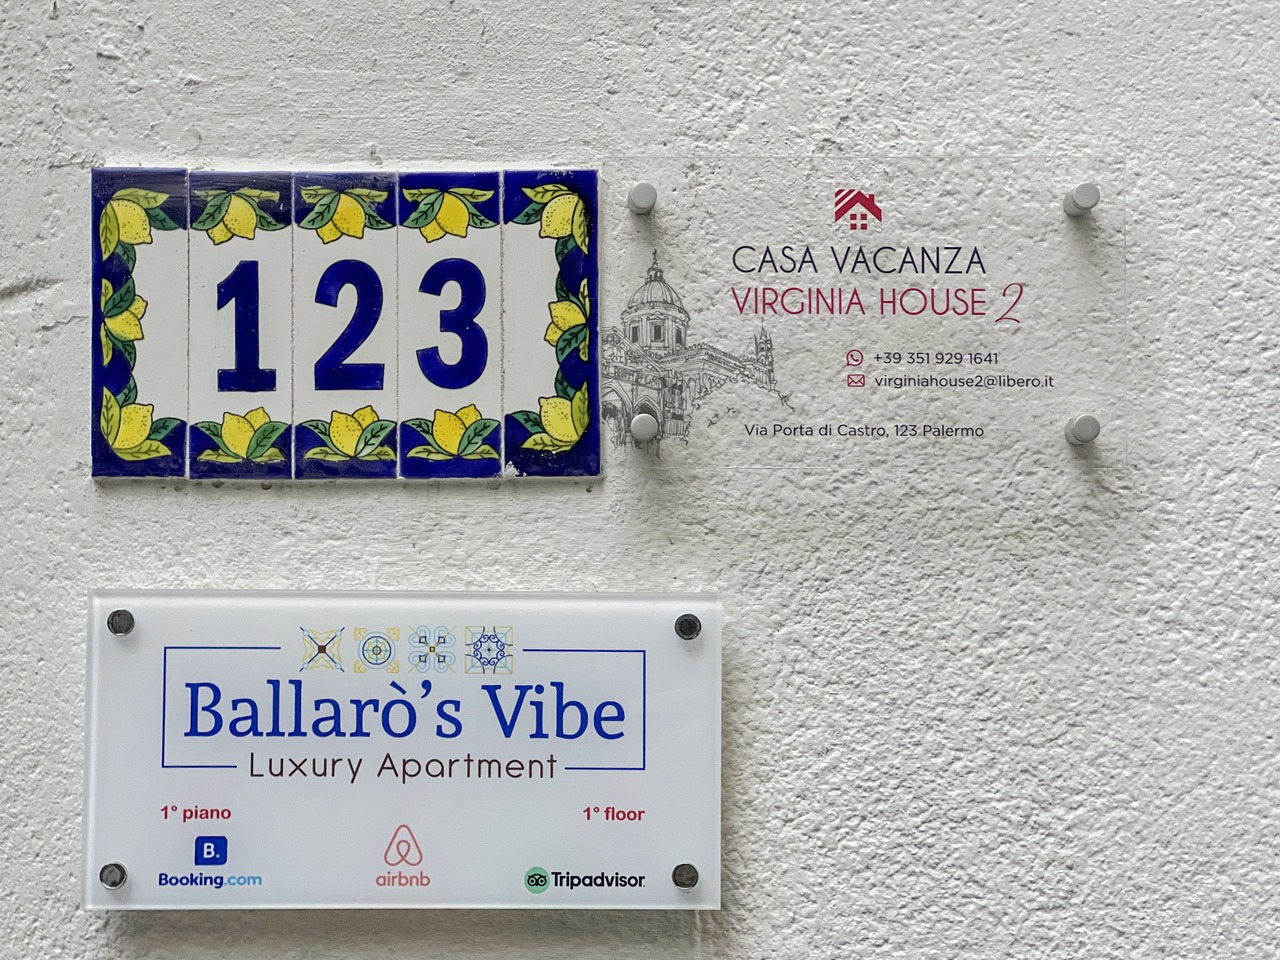 123
CASA VACANZA
VIRGINIA HOUSE 2
+39 351 929 1641
virginiahouse2@libero.it
Via Porta di Castro, 123 Palermo
Ballarò's Vibe
Luxury Apartment
1° piano
1° floor
B.
Booking.com
airbnb
Tripadvisor